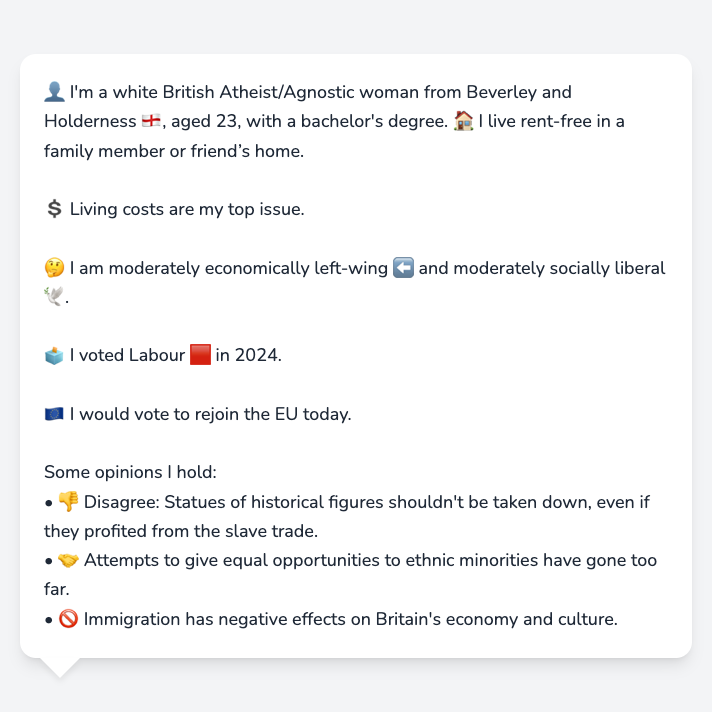 👤 I'm a white British Atheist/Agnostic woman from Beverley and
Holderness 🏴󠁧󠁢󠁥󠁮󠁧󠁿, aged 23, with a bachelor's degree. 🏠 I live rent-free in a
family member or friend’s home.
💲 Living costs are my top issue.
🤔 I am moderately economically left-wing ⬅️ and moderately socially liberal
🕊️.
🗳️ I voted Labour 🟥 in 2024.
🇪🇺 I would vote to rejoin the EU today.
Some opinions I hold:
• 👎 Disagree: Statues of historical figures shouldn't be taken down, even if
they profited from the slave trade.
• 🤝 Attempts to give equal opportunities to ethnic minorities have gone too
far.
• 🚫 Immigration has negative effects on Britain's economy and culture.